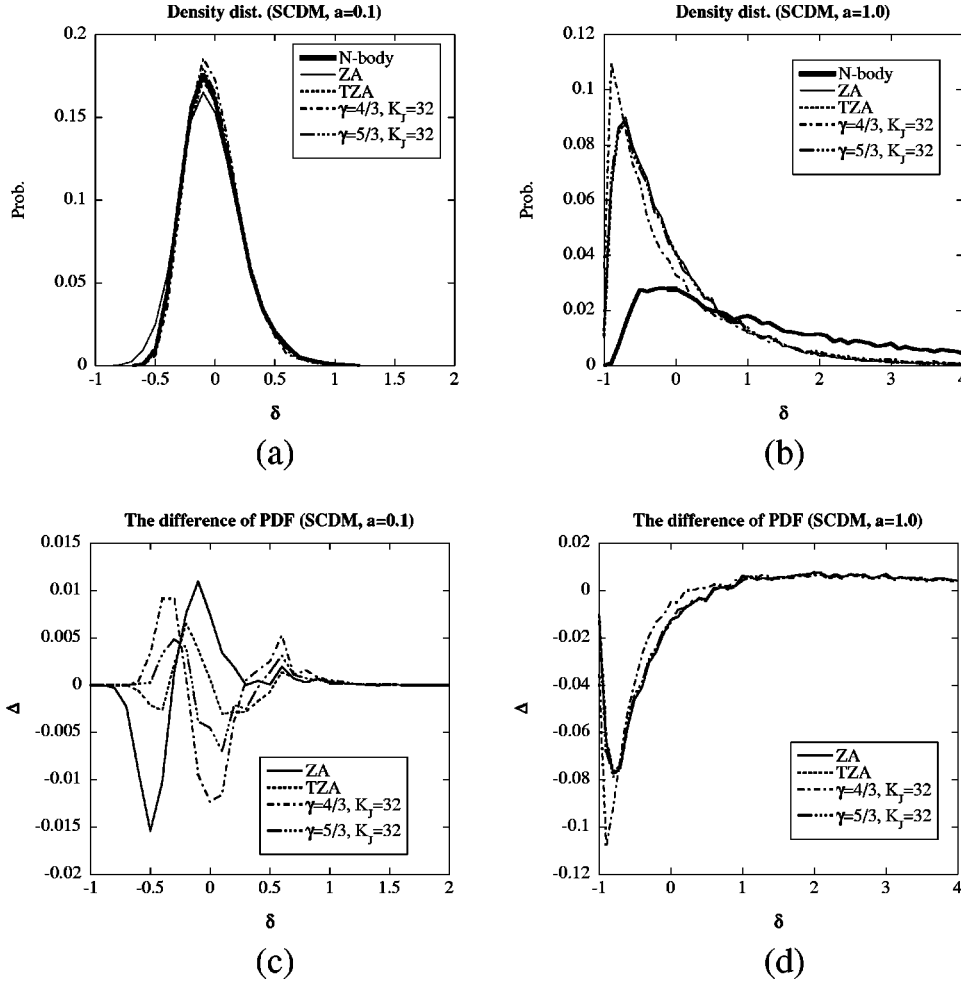 Density dist. (SCDM, a=0.1)
0.2
0.15
0.1
0.05
0
Prob.
-1 -0.5 0 0.5 1 1.5 2
δ
N-body
ZA
TZA
γ=4/3, K_J=32
γ=5/3, K_J=32
(a)
Density dist. (SCDM, a=1.0)
0.12
0.1
0.08
0.06
0.04
0.02
0
Prob.
-1 0 1 2 3 4
δ
N-body
ZA
TZA
γ=4/3, K_J=32
γ=5/3, K_J=32
(b)
The difference of PDF (SCDM, a=0.1)
0.015
0.01
0.005
0
-0.005
-0.01
-0.015
-0.02
Δ
-1 -0.5 0 0.5 1 1.5 2
δ
ZA
TZA
γ=4/3, K_J=32
γ=5/3, K_J=32
(c)
The difference of PDF (SCDM, a=1.0)
0.02
0
-0.02
-0.04
-0.06
-0.08
-0.1
-0.12
Δ
-1 0 1 2 3 4
δ
ZA
TZA
γ=4/3, K_J=32
γ=5/3, K_J=32
(d)